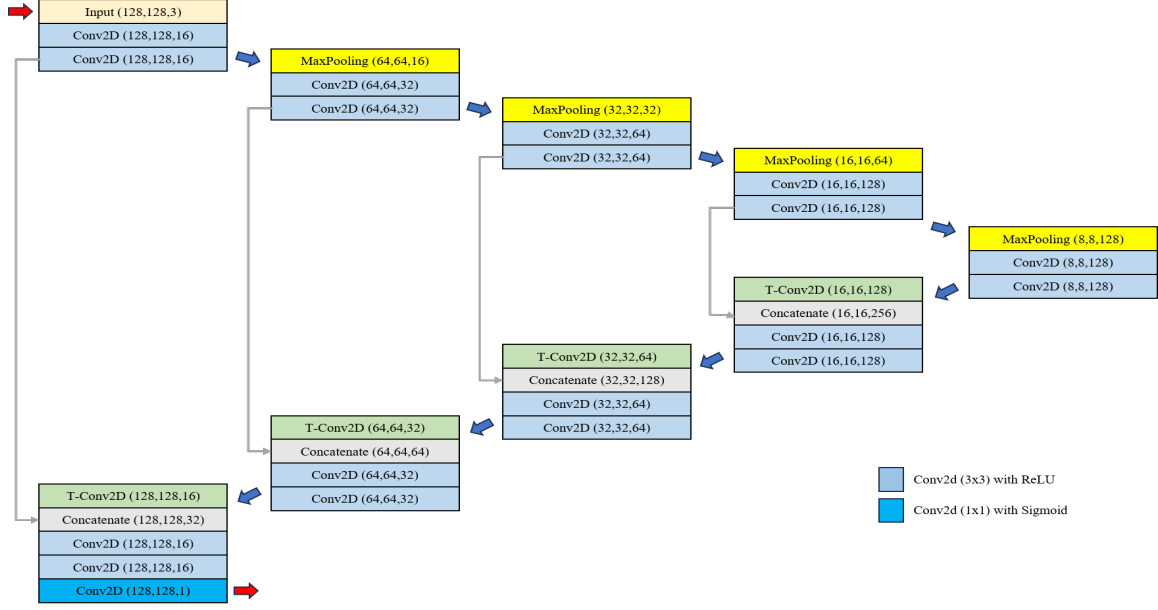 Input (128,128,3)
Conv2D (128,128,16)
Conv2D (128,128,16)
MaxPooling (64,64,16)
Conv2D (64,64,32)
Conv2D (64,64,32)
MaxPooling (32,32,32)
Conv2D (32,32,64)
Conv2D (32,32,64)
MaxPooling (16,16,64)
Conv2D (16,16,128)
Conv2D (16,16,128)
MaxPooling (8,8,128)
Conv2D (8,8,128)
Conv2D (8,8,128)
T-Conv2D (16,16,128)
Concatenate (16,16,256)
Conv2D (16,16,128)
Conv2D (16,16,128)
T-Conv2D (32,32,64)
Concatenate (32,32,128)
Conv2D (32,32,64)
Conv2D (32,32,64)
T-Conv2D (64,64,32)
Concatenate (64,64,64)
Conv2D (64,64,32)
Conv2D (64,64,32)
T-Conv2D (128,128,16)
Concatenate (128,128,32)
Conv2D (128,128,16)
Conv2D (128,128,16)
Conv2D (128,128,1)
Conv2d (3x3) with ReLU
Conv2d (1x1) with Sigmoid